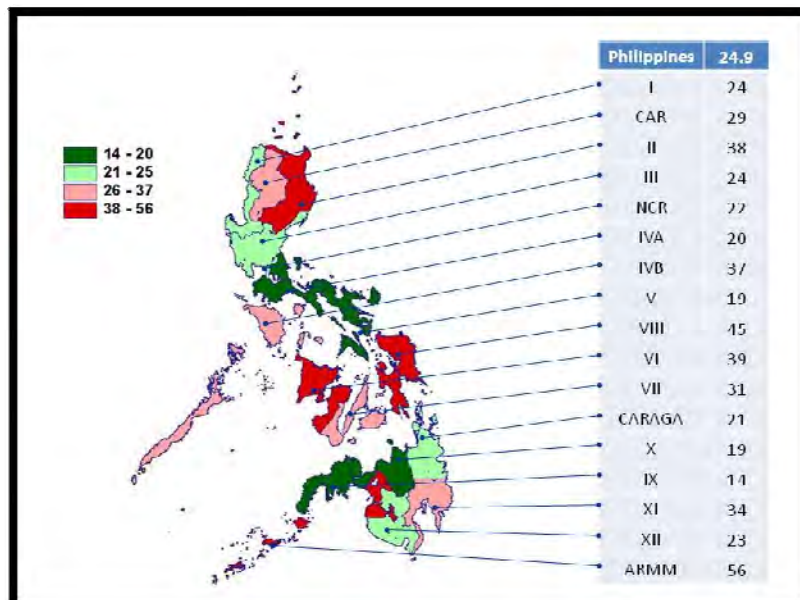 Philippines 24.9
I 24
CAR 29
II 38
III 24
NCR 22
IVA 20
IVB 37
V 19
VIII 45
VI 39
VII 31
CARAGA 21
X 19
IX 14
XI 34
XII 23
ARMM 56
14 - 20
21 - 25
26 - 37
38 - 56